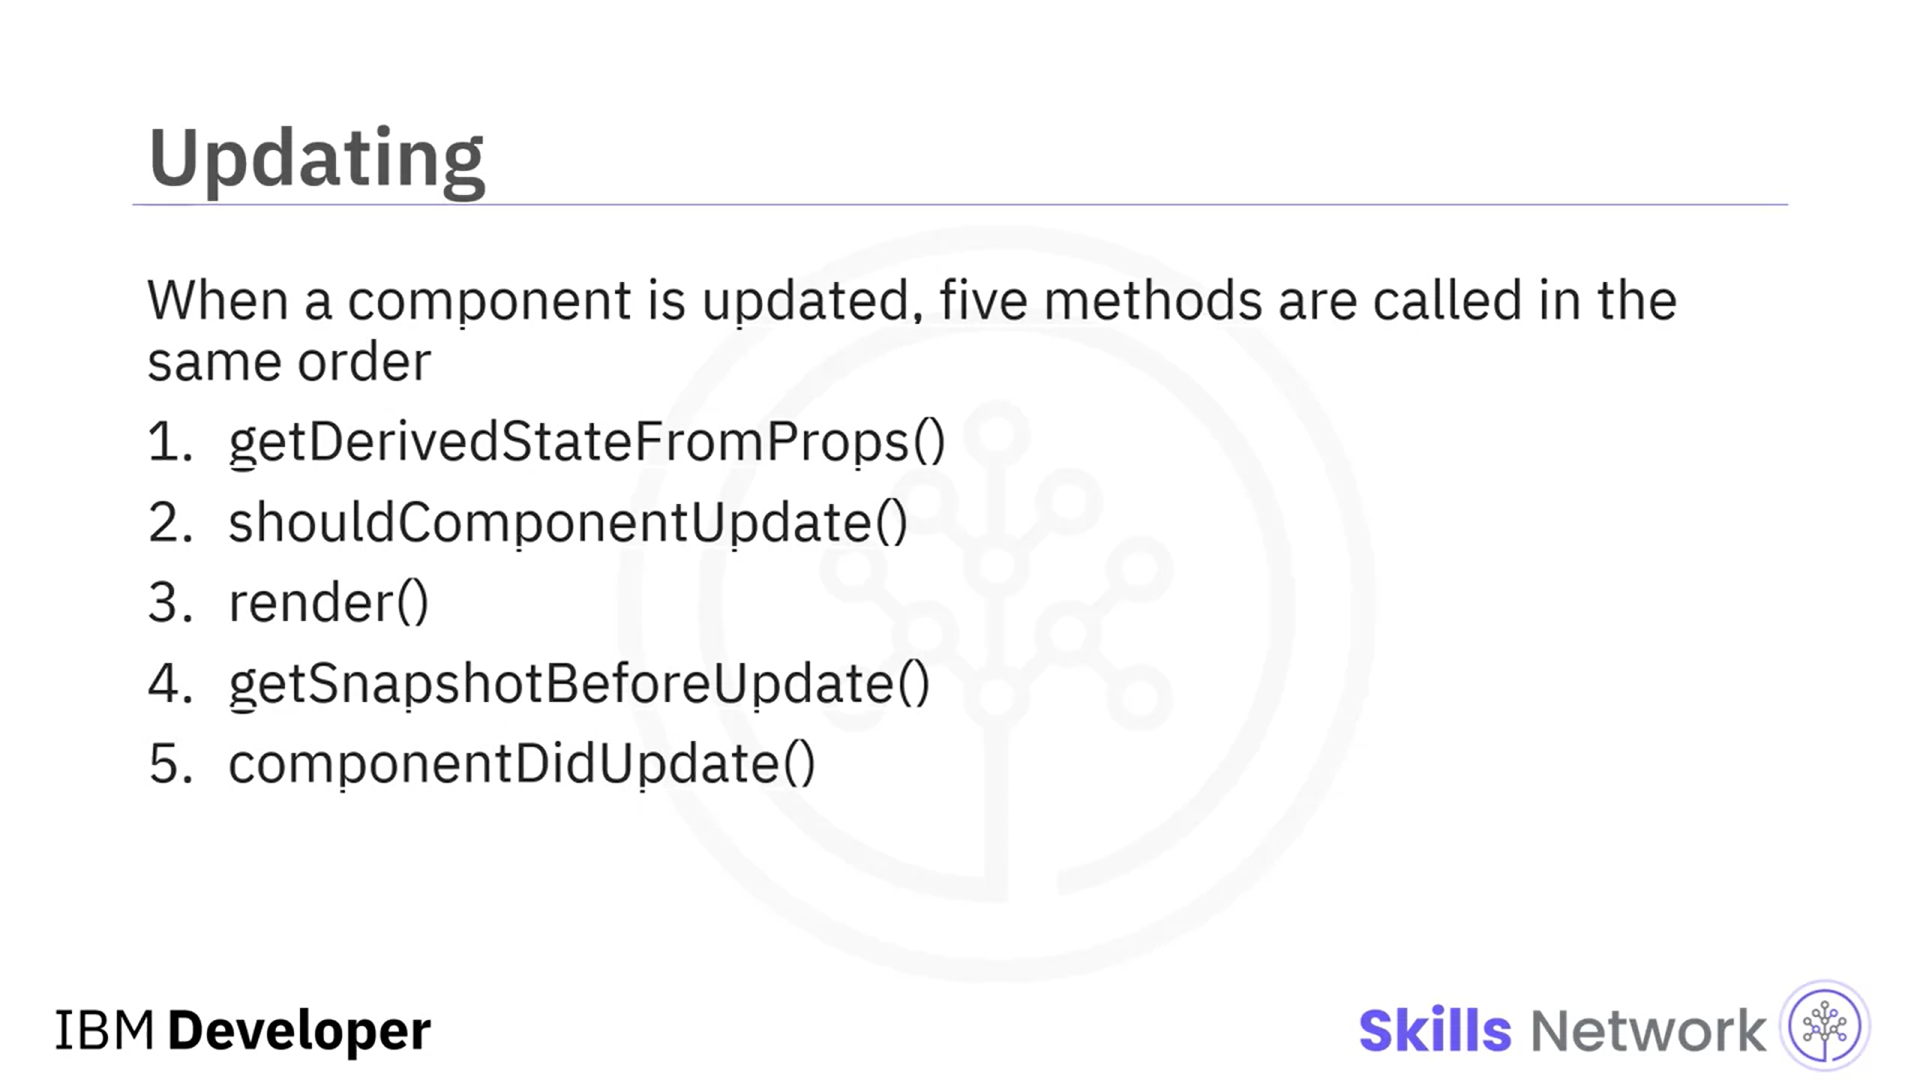 Updating
When a component is updated, five methods are called in the
same order
1. getDerivedStateFromProps()
2. shouldComponentUpdate()
3. render()
4. getSnapshotBeforeUpdate()
5. componentDidUpdate()
IBM Developer
Skills Network